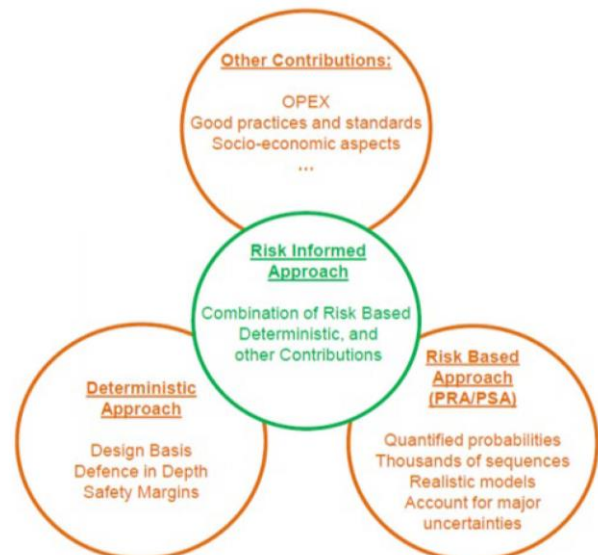 Other Contributions:
OPEX
Good practices and standards
Socio-economic aspects
...
Risk Informed
Approach
Combination of Risk Based
Deterministic, and
other Contributions
Deterministic
Approach
Design Basis
Defence in Depth
Safety Margins
Risk Based
Approach
(PRA/PSA)
Quantified probabilities
Thousands of sequences
Realistic models
Account for major
uncertainties